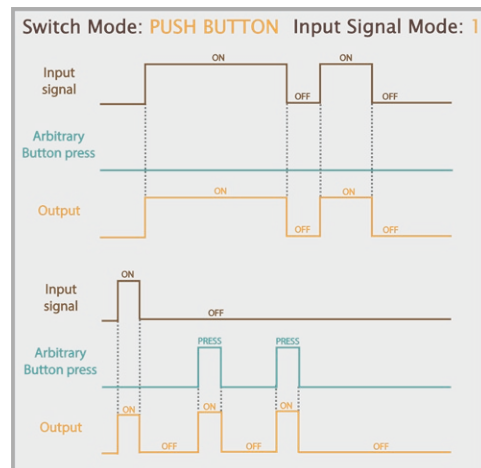 Switch Mode: PUSH BUTTON Input Signal Mode: 1
ON ON
Input
signal
OFF OFF
Arbitrary
Button press
ON ON
Output
OFF OFF
ON
Input
signal
OFF
PRESS PRESS
Arbitrary
Button press
ON ON ON
Output
OFF OFF OFF